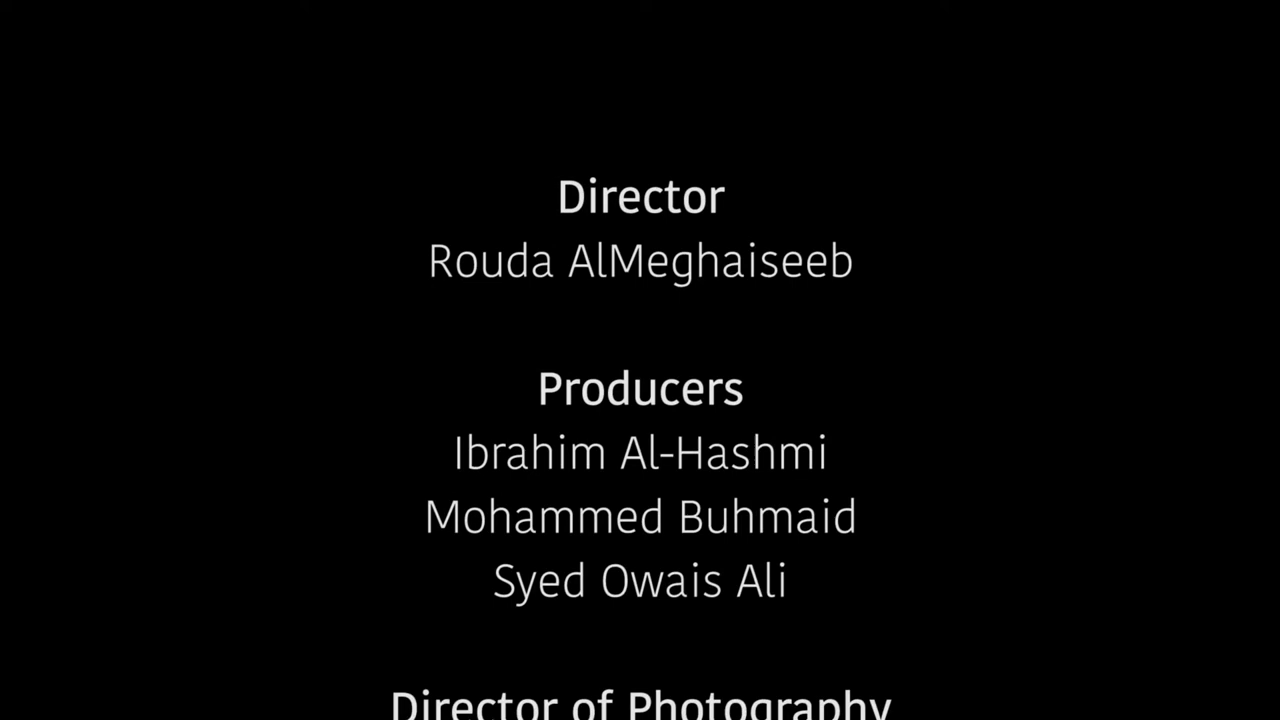 Director
Rouda AlMeghaiseeb
Producers
Ibrahim Al-Hashmi
Mohammed Buhmaid
Syed Owais Ali
Director of Photography